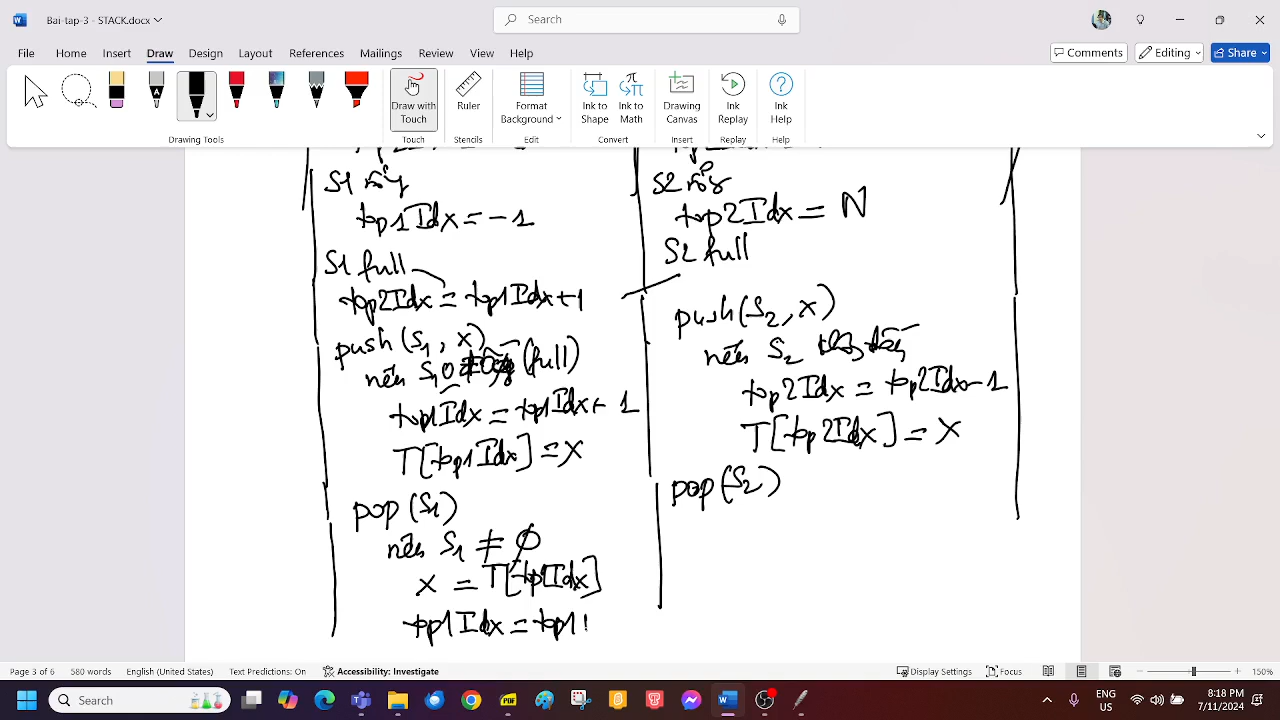 Bai-tap-3 - STACK.docx
Search
File Home Insert Draw Design Layout References Mailings Review View Help
Comments Editing Share
Draw with Touch
Ruler
Format Background
Ink to Shape
Ink to Math
Drawing Canvas
Ink Replay
Ink Help
Drawing Tools Touch Stencils Edit Convert Insert Replay Help
S1 rỗng
top1Idx = -1
S1 full
top2Idx = top1Idx+1
push(S1, x)
nếu S1 (full)
top1Idx = top1Idx + 1
T[top1Idx] = x
pop(S1)
nếu S1 ≠ ∅
x = T[top1Idx]
top1Idx = top1
S2 rỗng
top2Idx = N
S2 full
push(S2, x)
nếu S2
top2Idx = top2Idx-1
T[top2Idx] = x
pop(S2)
Page 3 of 6 580 words English (United States) Text Predictions: On Accessibility: Investigate Display Settings Focus 150%
Search
ENG US
8:18 PM
7/11/2024